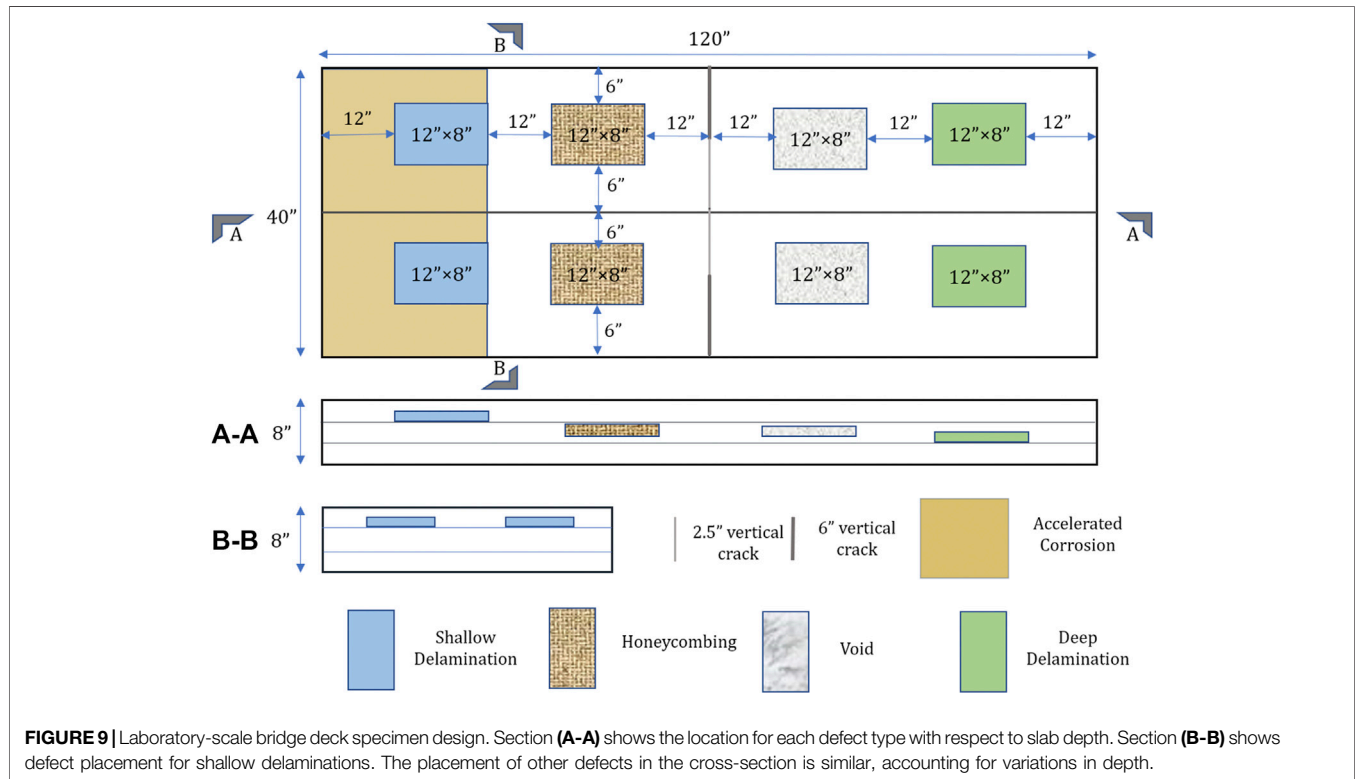 B
120”
6”
12”
12”×8”
12”
12”×8”
12”
12”
12”×8”
12”
12”×8”
12”
6”
40”
A
A
6”
12”×8”
12”×8”
12”×8”
12”×8”
6”
B
A-A
8”
B-B
8”
2.5” vertical
crack
6” vertical
crack
Accelerated
Corrosion
Shallow
Delamination
Honeycombing
Void
Deep
Delamination
FIGURE 9 | Laboratory-scale bridge deck specimen design. Section (A-A) shows the location for each defect type with respect to slab depth. Section (B-B) shows
defect placement for shallow delaminations. The placement of other defects in the cross-section is similar, accounting for variations in depth.